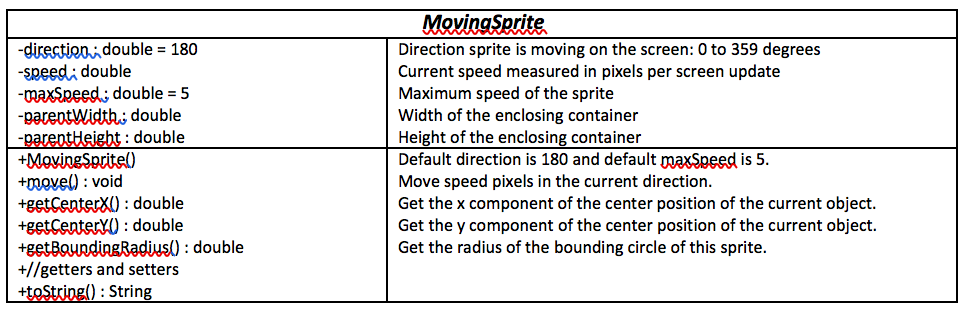 MovingSprite
-direction : double = 180 Direction sprite is moving on the screen: 0 to 359 degrees
-speed : double Current speed measured in pixels per screen update
-maxSpeed : double = 5 Maximum speed of the sprite
-parentWidth : double Width of the enclosing container
-parentHeight : double Height of the enclosing container
+MovingSprite() Default direction is 180 and default maxSpeed is 5.
+move() : void Move speed pixels in the current direction.
+getCenterX() : double Get the x component of the center position of the current object.
+getCenterY() : double Get the y component of the center position of the current object.
+getBoundingRadius() : double Get the radius of the bounding circle of this sprite.
+//getters and setters
+toString() : String